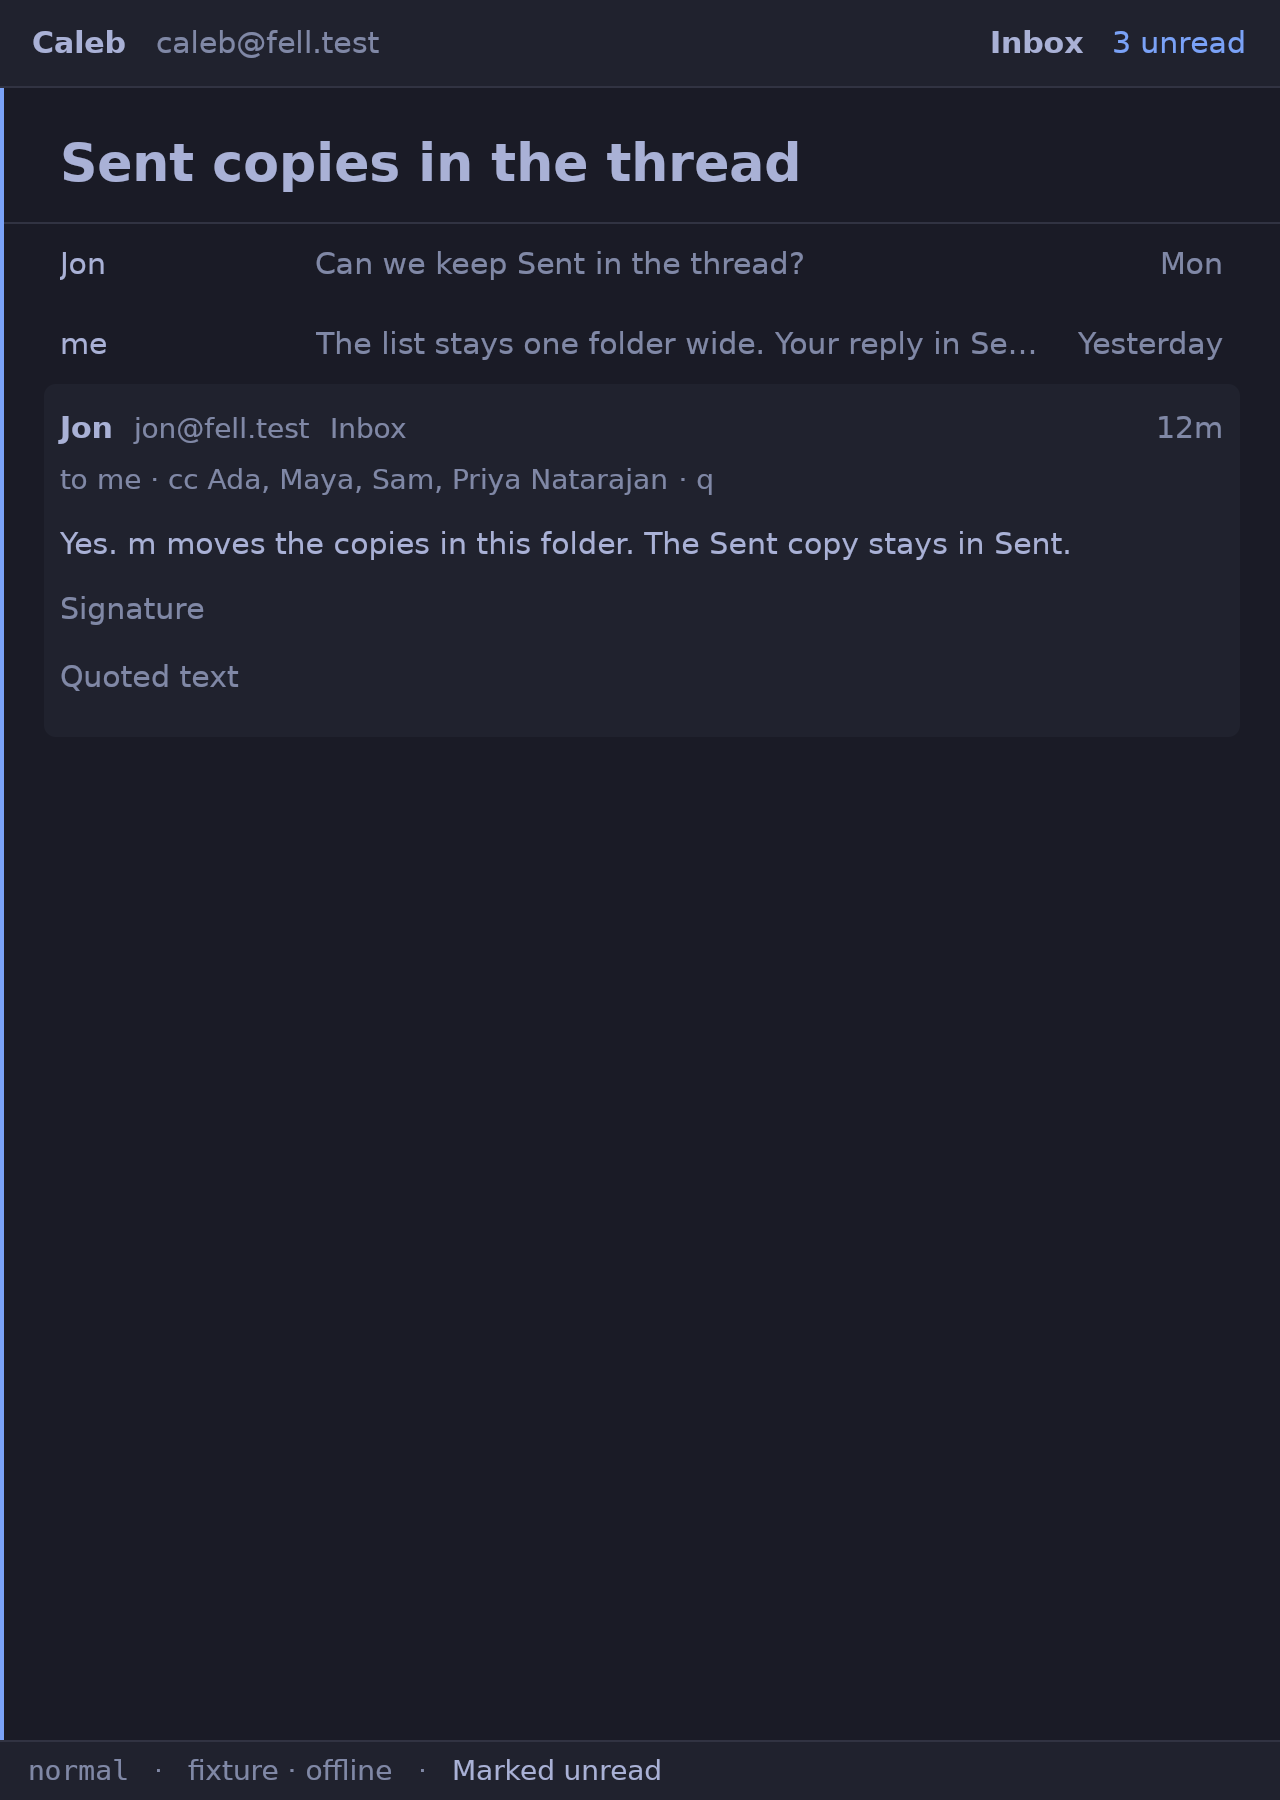 Caleb caleb@fell.test Inbox 3 unread
Sent copies in the thread
Jon Can we keep Sent in the thread? Mon
me The list stays one folder wide. Your reply in Se… Yesterday
Jon jon@fell.test Inbox 12m
to me · cc Ada, Maya, Sam, Priya Natarajan · q
Yes. m moves the copies in this folder. The Sent copy stays in Sent.
Signature
Quoted text
normal · fixture · offline · Marked unread